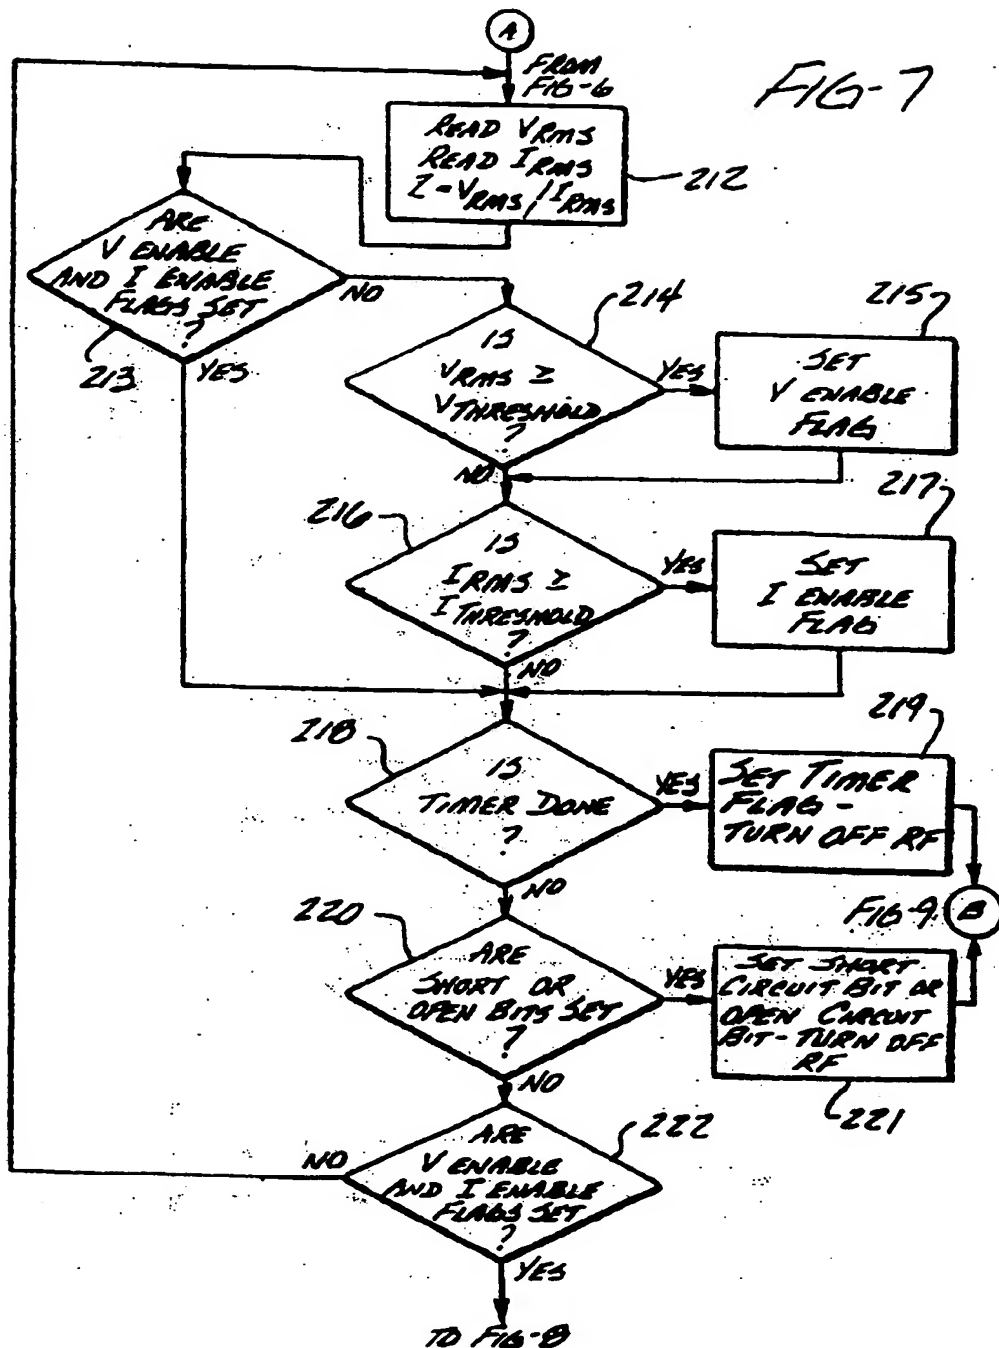 A
FROM
FIG-6
FIG-7
READ VRMS
READ IRMS
Z=VRMS/IRMS
212
ARE
V ENABLE
AND I ENABLE
FLAGS SET
?
213
NO
YES
IS
VRMS ≥
VTHRESHOLD
?
214
YES
NO
SET
V ENABLE
FLAG
215
216
IS
IRMS ≥
ITHRESHOLD
?
YES
NO
SET
I ENABLE
FLAG
217
218
IS
TIMER DONE
?
YES
NO
SET TIMER
FLAG-
TURN OFF RF
219
FIG-9
B
220
ARE
SHORT OR
OPEN BITS SET
?
YES
NO
SET SHORT
CIRCUIT BIT OR
OPEN CIRCUIT
BIT-TURN OFF
RF
221
ARE
V ENABLE
AND I ENABLE
FLAGS SET
?
222
NO
YES
TO FIG-8